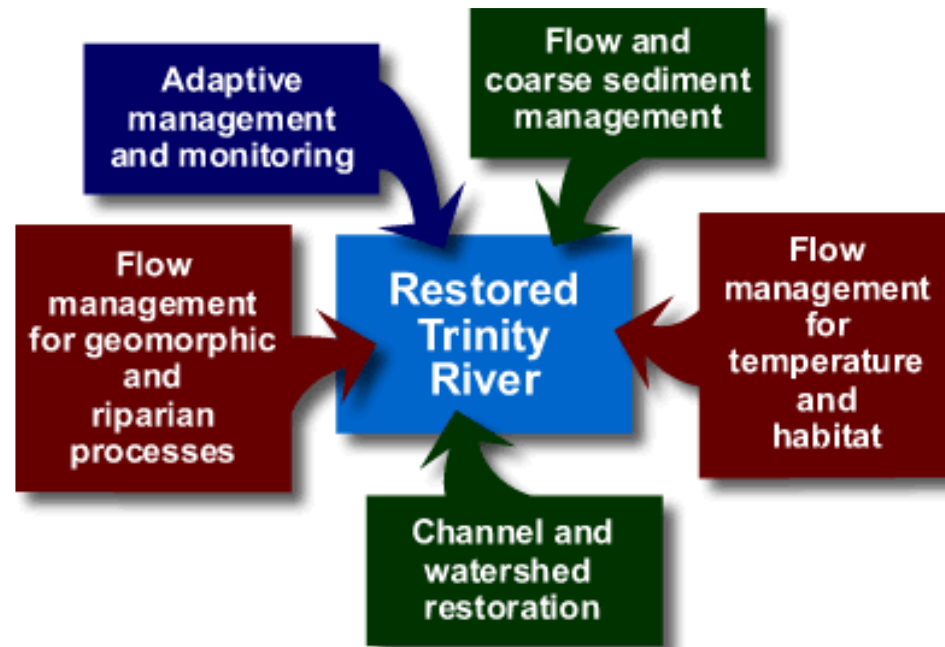 Adaptive
management
and monitoring
Flow and
coarse sediment
management
Flow
management
for geomorphic
and
riparian
processes
Restored
Trinity
River
Flow
management
for
temperature
and
habitat
Channel and
watershed
restoration